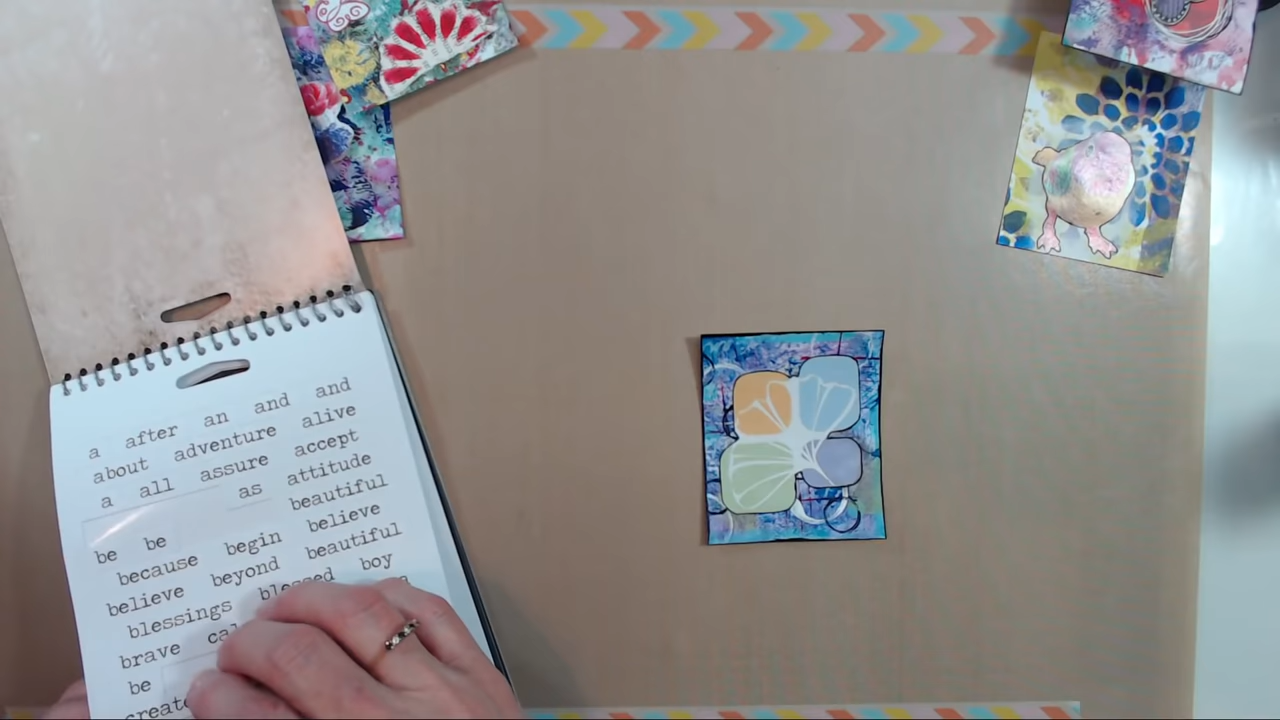 a after an and and
about adventure alive
a all assure accept
as attitude
beautiful
be be
because begin believe
believe beyond beautiful
blessings blessed boy
brave
be
create